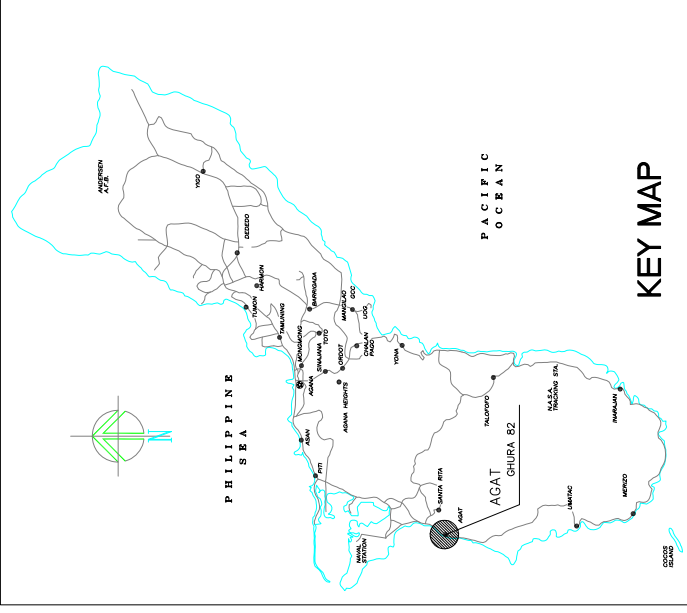 ANDERSEN
A.F.B.
YIGO
DEDEDO
HARMON
TUMON
TAMUNING
BARRIGADA
MANGILAO
GCC
UOG
MONGMONG
TOTO
SINAJANA
ORDOT
CHALAN
PAGO
AGANA
AGANA HEIGHTS
YONA
ASAN
PITI
PHILIPPINE
SEA
PACIFIC
OCEAN
N
NAVAL
STATION
SANTA RITA
AGAT
AGAT
GHURA 82
TALOFOFO
N.A.S.A.
TRACKING STA.
INARAJAN
UMATAC
MERIZO
COCOS
ISLAND
KEY MAP